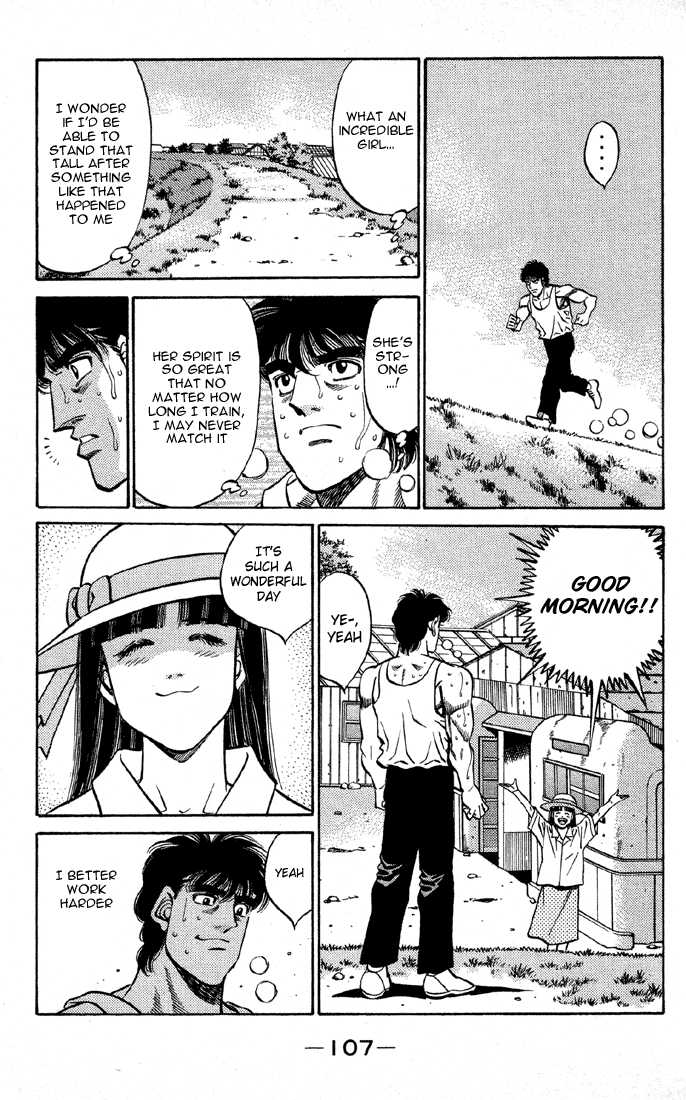 ....
WHAT AN
INCREDIBLE
GIRL...
I WONDER
IF I'D BE
ABLE TO
STAND THAT
TALL AFTER
SOMETHING
LIKE THAT
HAPPENED
TO ME
SHE'S
STR-
ONG
...!
HER SPIRIT IS
SO GREAT
THAT NO
MATTER HOW
LONG I TRAIN,
I MAY NEVER
MATCH IT
GOOD
MORNING!!
YE-,
YEAH
IT'S
SUCH A
WONDERFUL
DAY
YEAH
I BETTER
WORK
HARDER
—107—